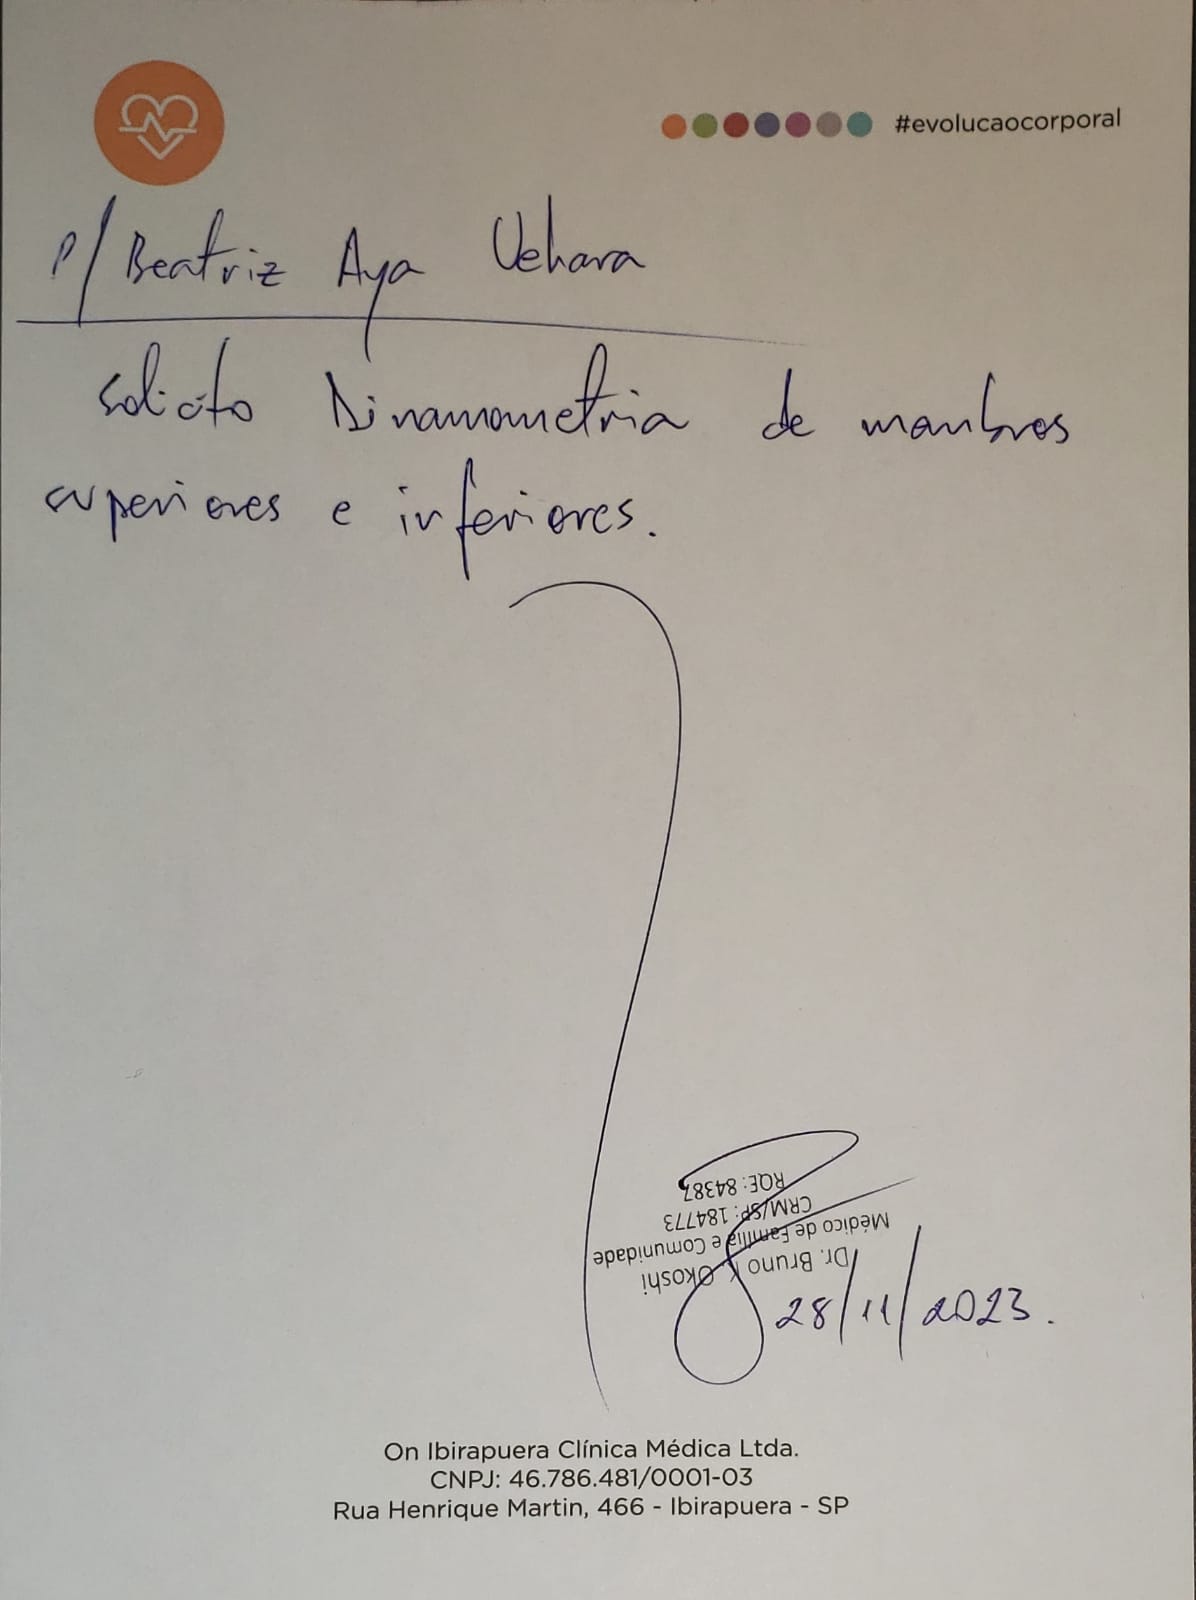 #evolucaocorporal
P/ Beatriz Aya Uehara
solicito Dinamometria de membros
superiores e inferiores.
Dr. Bruno K Okoshi
Médico de Família e Comunidade
CRM/SP: 184773
RQE: 84387
28/11/2023.
On Ibirapuera Clínica Médica Ltda.
CNPJ: 46.786.481/0001-03
Rua Henrique Martin, 466 - Ibirapuera - SP